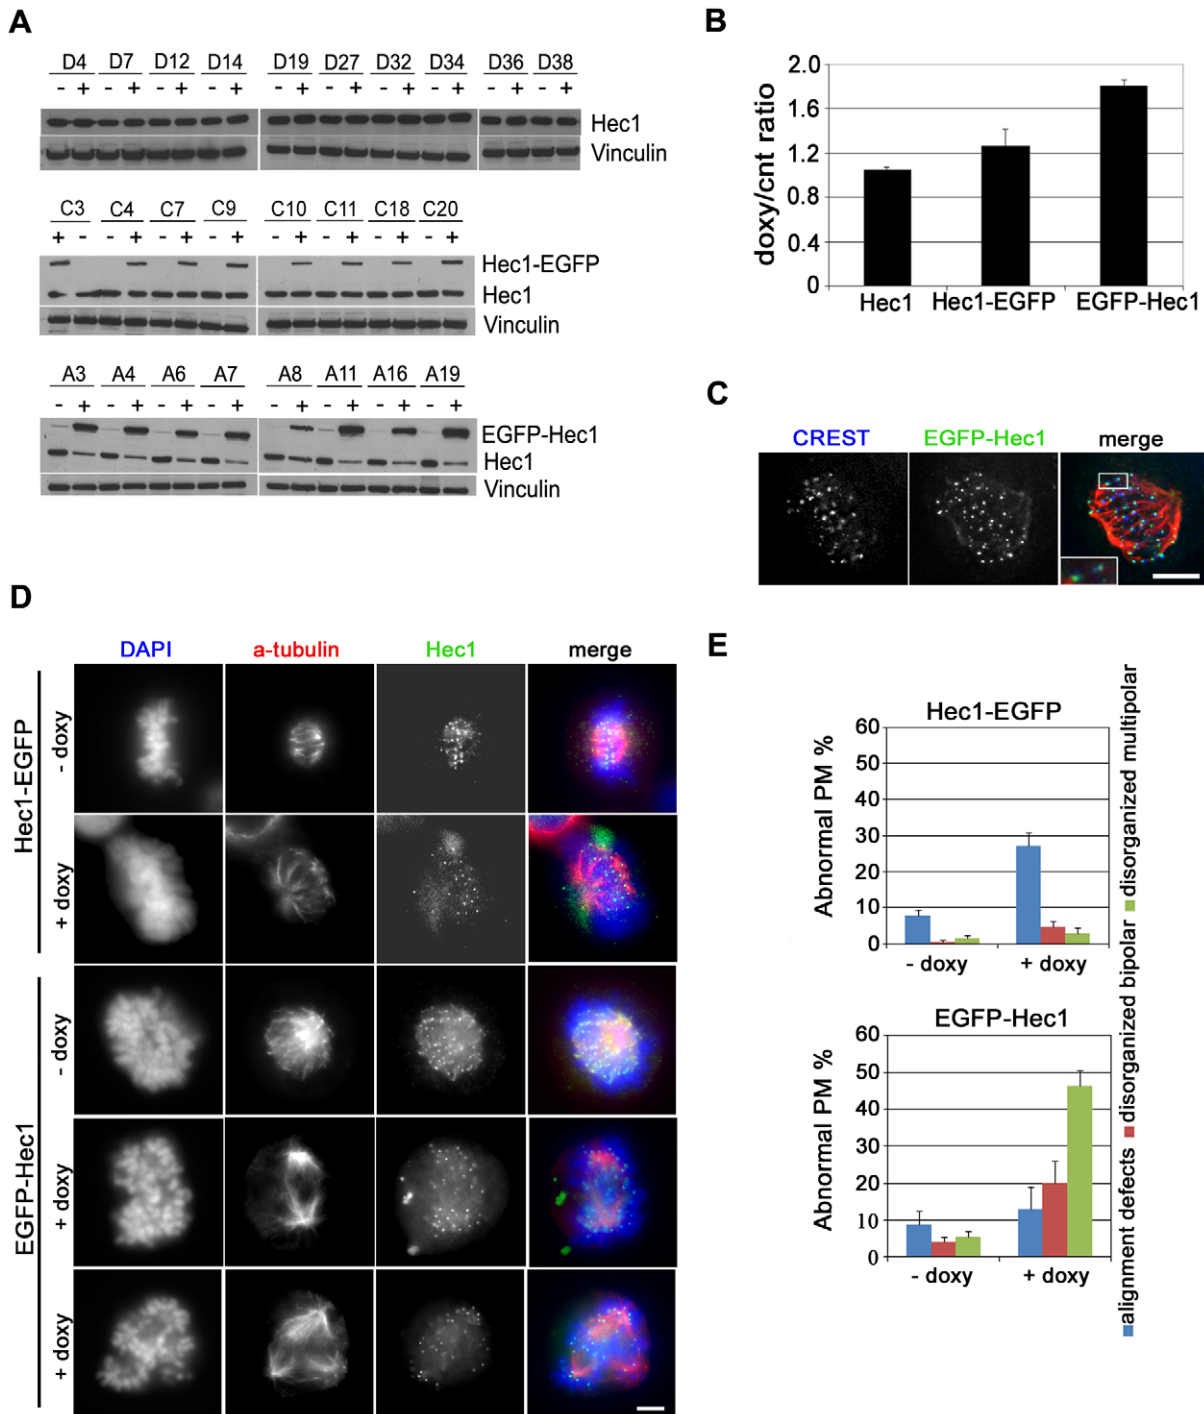 A
D4 D7 D12 D14 D19 D27 D32 D34 D36 D38
- + - + - + - + - + - + - + - + - + - +
Hec1
Vinculin
C3 C4 C7 C9 C10 C11 C18 C20
+ - - + - + - + - + - + - + - +
Hec1-EGFP
Hec1
Vinculin
A3 A4 A6 A7 A8 A11 A16 A19
- + - + - + - + - + - + - + - +
EGFP-Hec1
Hec1
Vinculin
B
doxy/cnt ratio
2.0
1.6
1.2
0.8
0.4
0
Hec1 Hec1-EGFP EGFP-Hec1
C
CREST EGFP-Hec1 merge
D
DAPI a-tubulin Hec1 merge
Hec1-EGFP
- doxy
+ doxy
EGFP-Hec1
- doxy
+ doxy
+ doxy
E
Hec1-EGFP
Abnormal PM %
60
50
40
30
20
10
0
- doxy + doxy
EGFP-Hec1
Abnormal PM %
60
50
40
30
20
10
0
- doxy + doxy
alignment defects disorganized bipolar disorganized multipolar